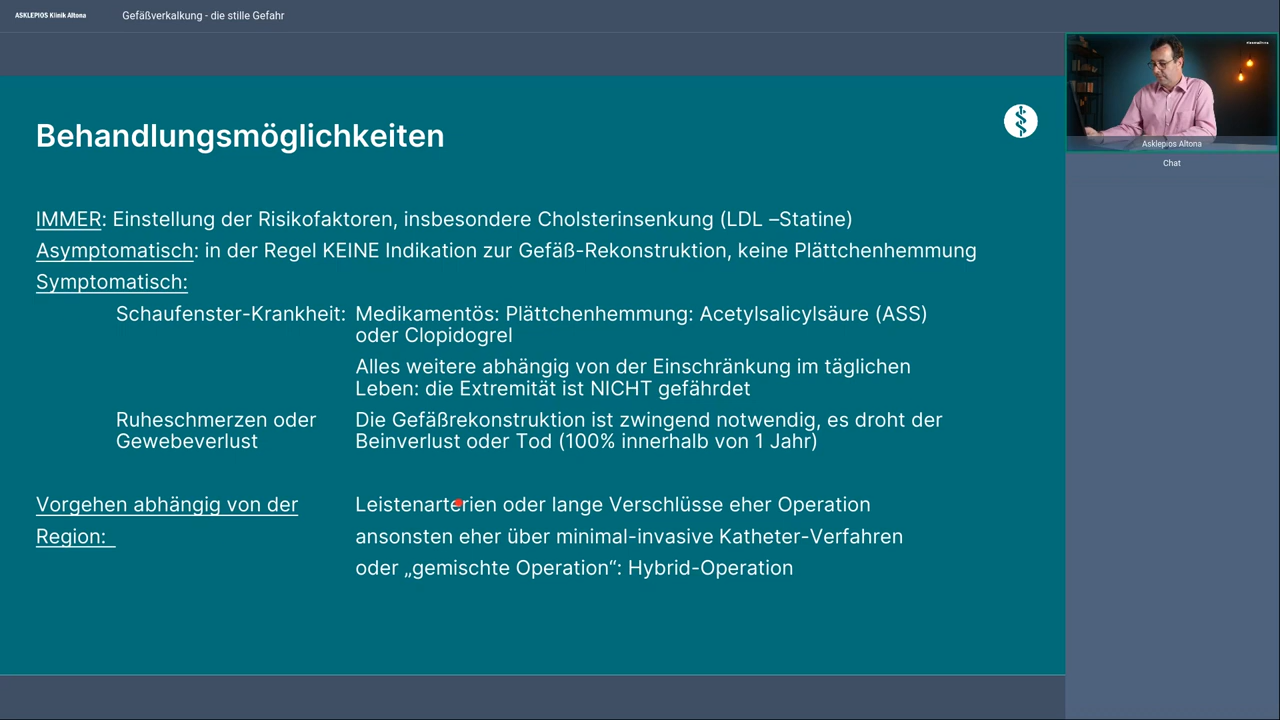 ASKLEPIOS Klinik Altona
Gefäßverkalkung - die stille Gefahr
Behandlungsmöglichkeiten
IMMER: Einstellung der Risikofaktoren, insbesondere Cholsterinsenkung (LDL –Statine)
Asymptomatisch: in der Regel KEINE Indikation zur Gefäß-Rekonstruktion, keine Plättchenhemmung
Symptomatisch:
Schaufenster-Krankheit: Medikamentös: Plättchenhemmung: Acetylsalicylsäure (ASS)
oder Clopidogrel
Alles weitere abhängig von der Einschränkung im täglichen
Leben: die Extremität ist NICHT gefährdet
Ruheschmerzen oder Die Gefäßrekonstruktion ist zwingend notwendig, es droht der
Gewebeverlust Beinverlust oder Tod (100% innerhalb von 1 Jahr)
Vorgehen abhängig von der Leistenarterien oder lange Verschlüsse eher Operation
Region: ansonsten eher über minimal-invasive Katheter-Verfahren
oder „gemischte Operation“: Hybrid-Operation
Asklepios Altona
Chat